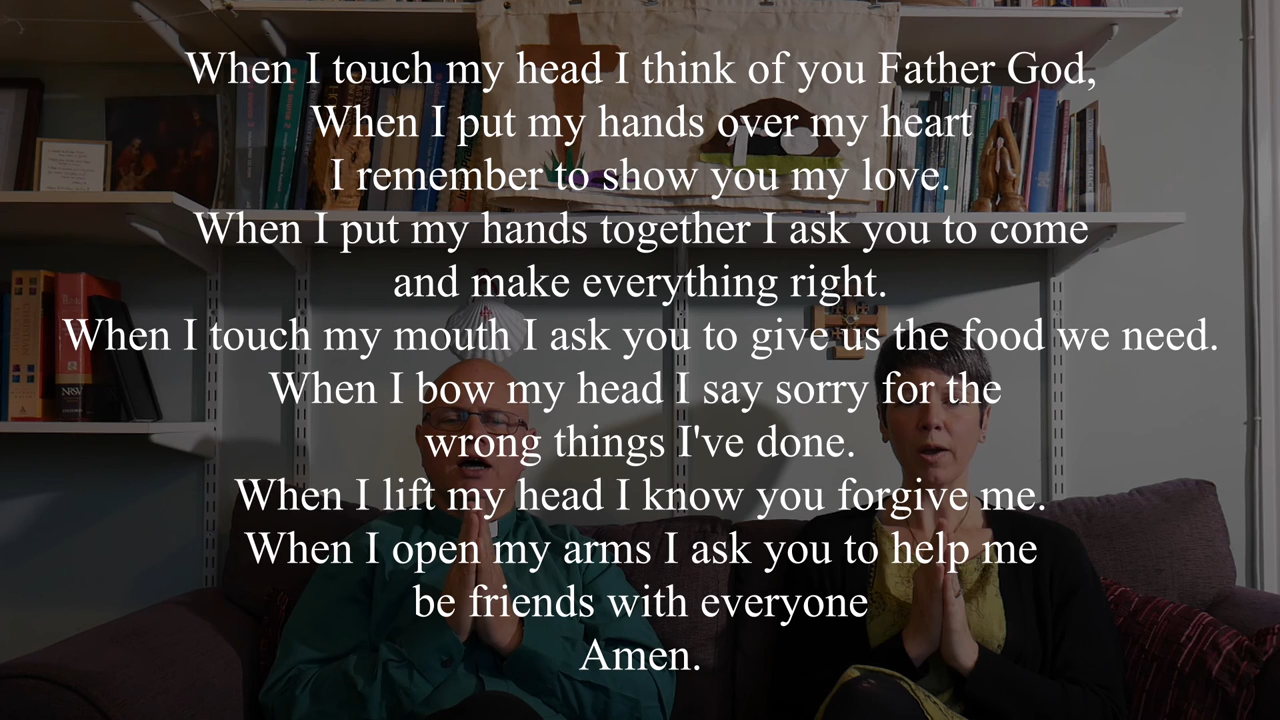 When I touch my head I think of you Father God,
When I put my hands over my heart
I remember to show you my love.
When I put my hands together I ask you to come
and make everything right.
When I touch my mouth I ask you to give us the food we need.
When I bow my head I say sorry for the
wrong things I've done.
When I lift my head I know you forgive me.
When I open my arms I ask you to help me
be friends with everyone
Amen.
NRSV